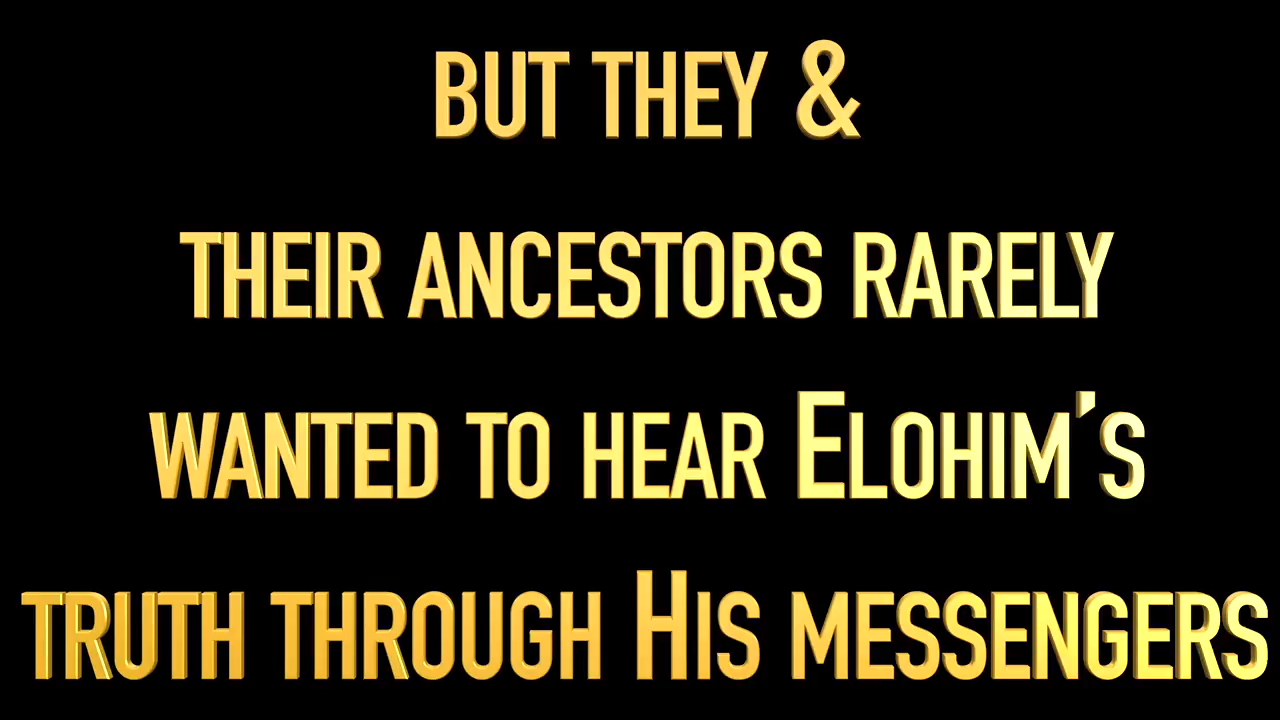 BUT THEY &
THEIR ANCESTORS RARELY
WANTED TO HEAR ELOHIM'S
TRUTH THROUGH HIS MESSENGERS